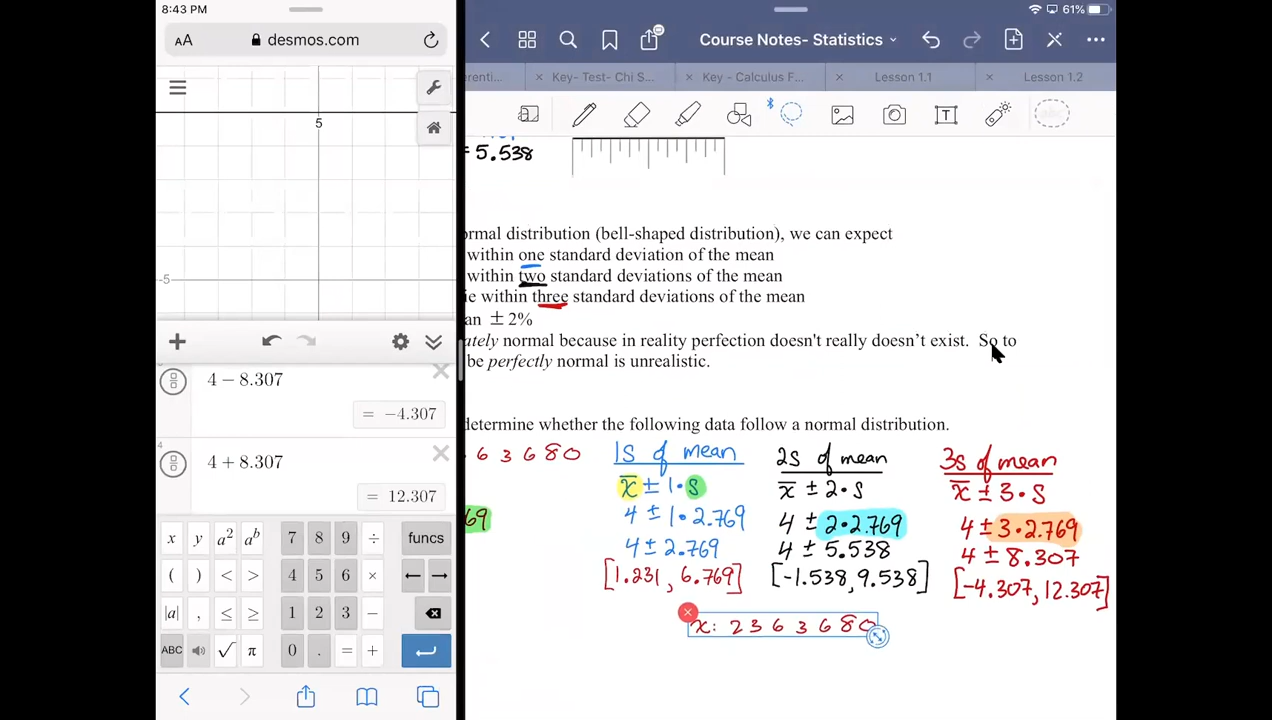 8:43 PM
61%
AA desmos.com
Course Notes- Statistics
Key- Test- Chi S...
Key - Calculus F...
Lesson 1.1
Lesson 1.2
5
-5
= 5.538
ormal distribution (bell-shaped distribution), we can expect
within one standard deviation of the mean
within two standard deviations of the mean
ie within three standard deviations of the mean
an ± 2%
ately normal because in reality perfection doesn't really doesn't exist. So to
be perfectly normal is unrealistic.
4 − 8.307
= −4.307
4
4 + 8.307
= 12.307
determine whether the following data follow a normal distribution.
6 3 6 8 0
69
1S of mean
x̄ ± 1·S
4 ± 1·2.769
4 ± 2.769
[1.231, 6.769]
2S of mean
x̄ ± 2·S
4 ± 2·2.769
4 ± 5.538
[-1.538, 9.538]
3S of mean
x̄ ± 3·S
4 ± 3·2.769
4 ± 8.307
[-4.307, 12.307]
x: 2 3 6 3 6 8 0
x y a² aᵇ 7 8 9 ÷ funcs
( ) < > 4 5 6 ×
|a| , ≤ ≥ 1 2 3 −
ABC √ π 0 . = +